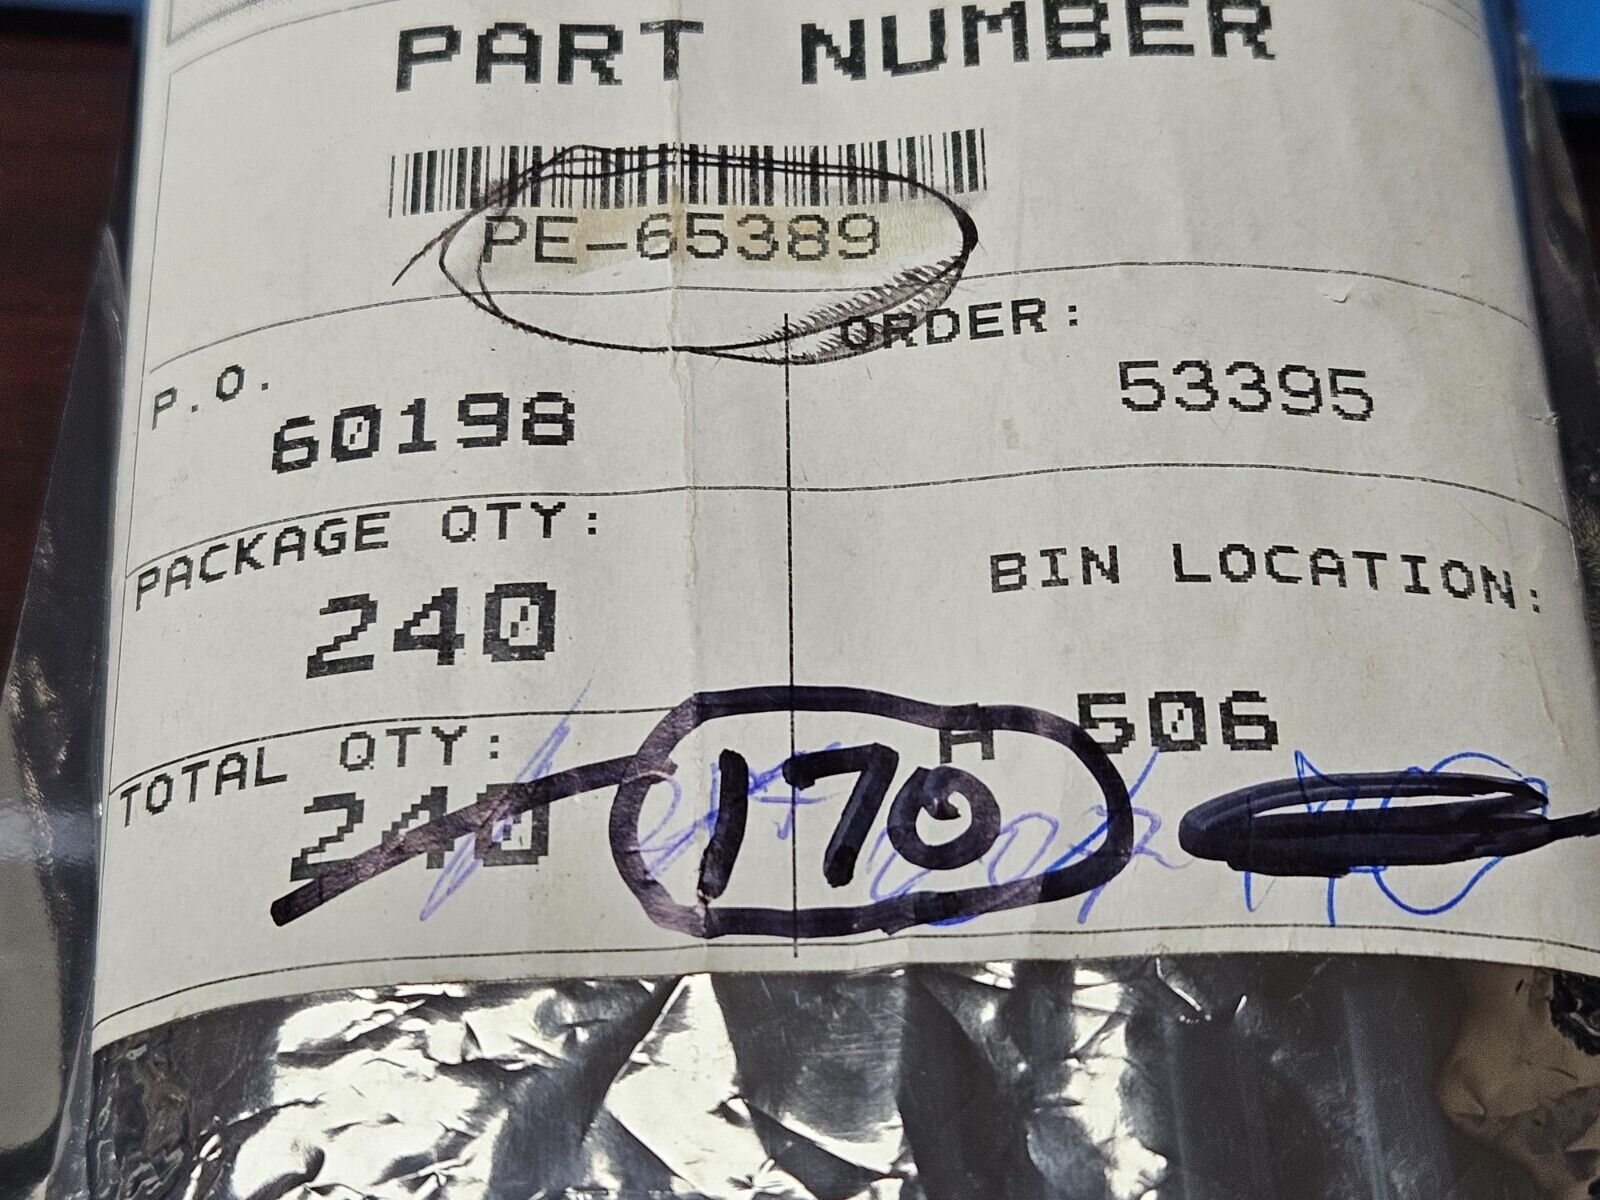 PART NUMBER
PE-65389
P.O.
60198
ORDER:
53395
PACKAGE QTY:
240
BIN LOCATION:
A 506
TOTAL QTY:
240
170